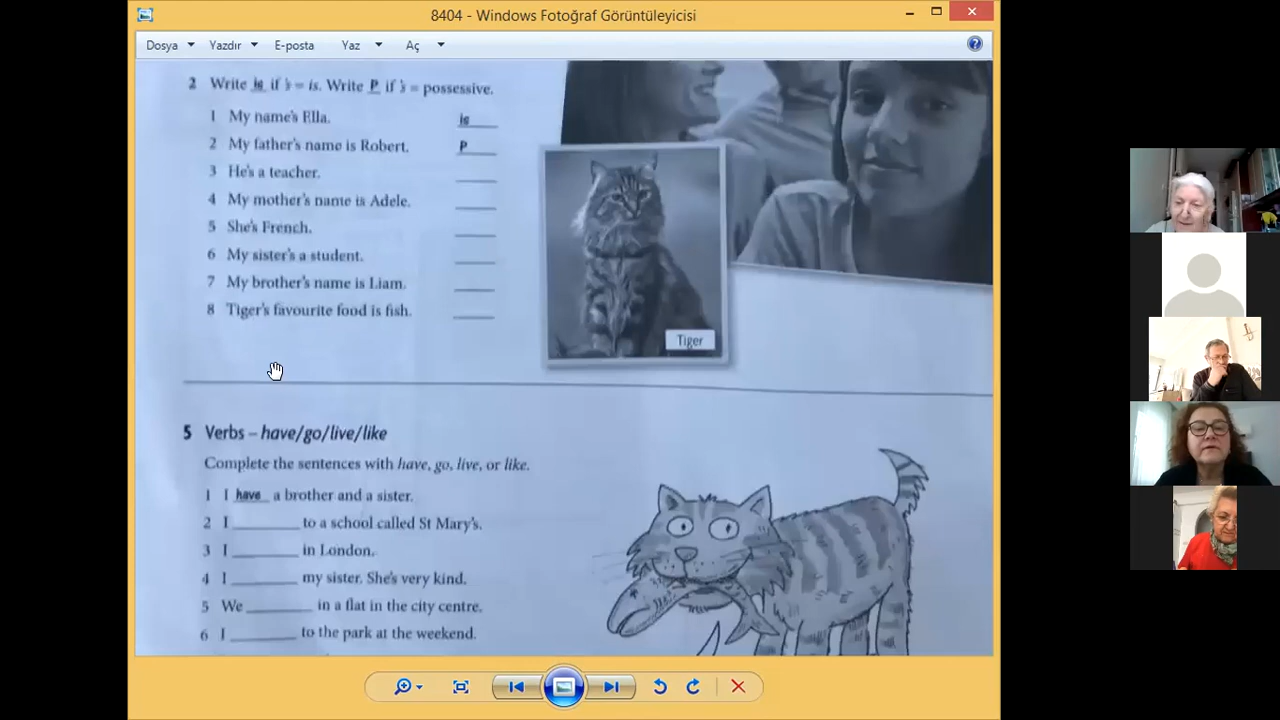 8404 - Windows Fotoğraf Görüntüleyicisi
Dosya Yazdır E-posta Yaz Aç
2 Write is if 's = is. Write P if 's = possessive.
1 My name's Ella. is
2 My father's name is Robert. P
3 He's a teacher.
4 My mother's name is Adele.
5 She's French.
6 My sister's a student.
7 My brother's name is Liam.
8 Tiger's favourite food is fish.
Tiger
5 Verbs – have/go/live/like
Complete the sentences with have, go, live, or like.
1 I have a brother and a sister.
2 I ______ to a school called St Mary's.
3 I ______ in London.
4 I ______ my sister. She's very kind.
5 We ______ in a flat in the city centre.
6 I ______ to the park at the weekend.